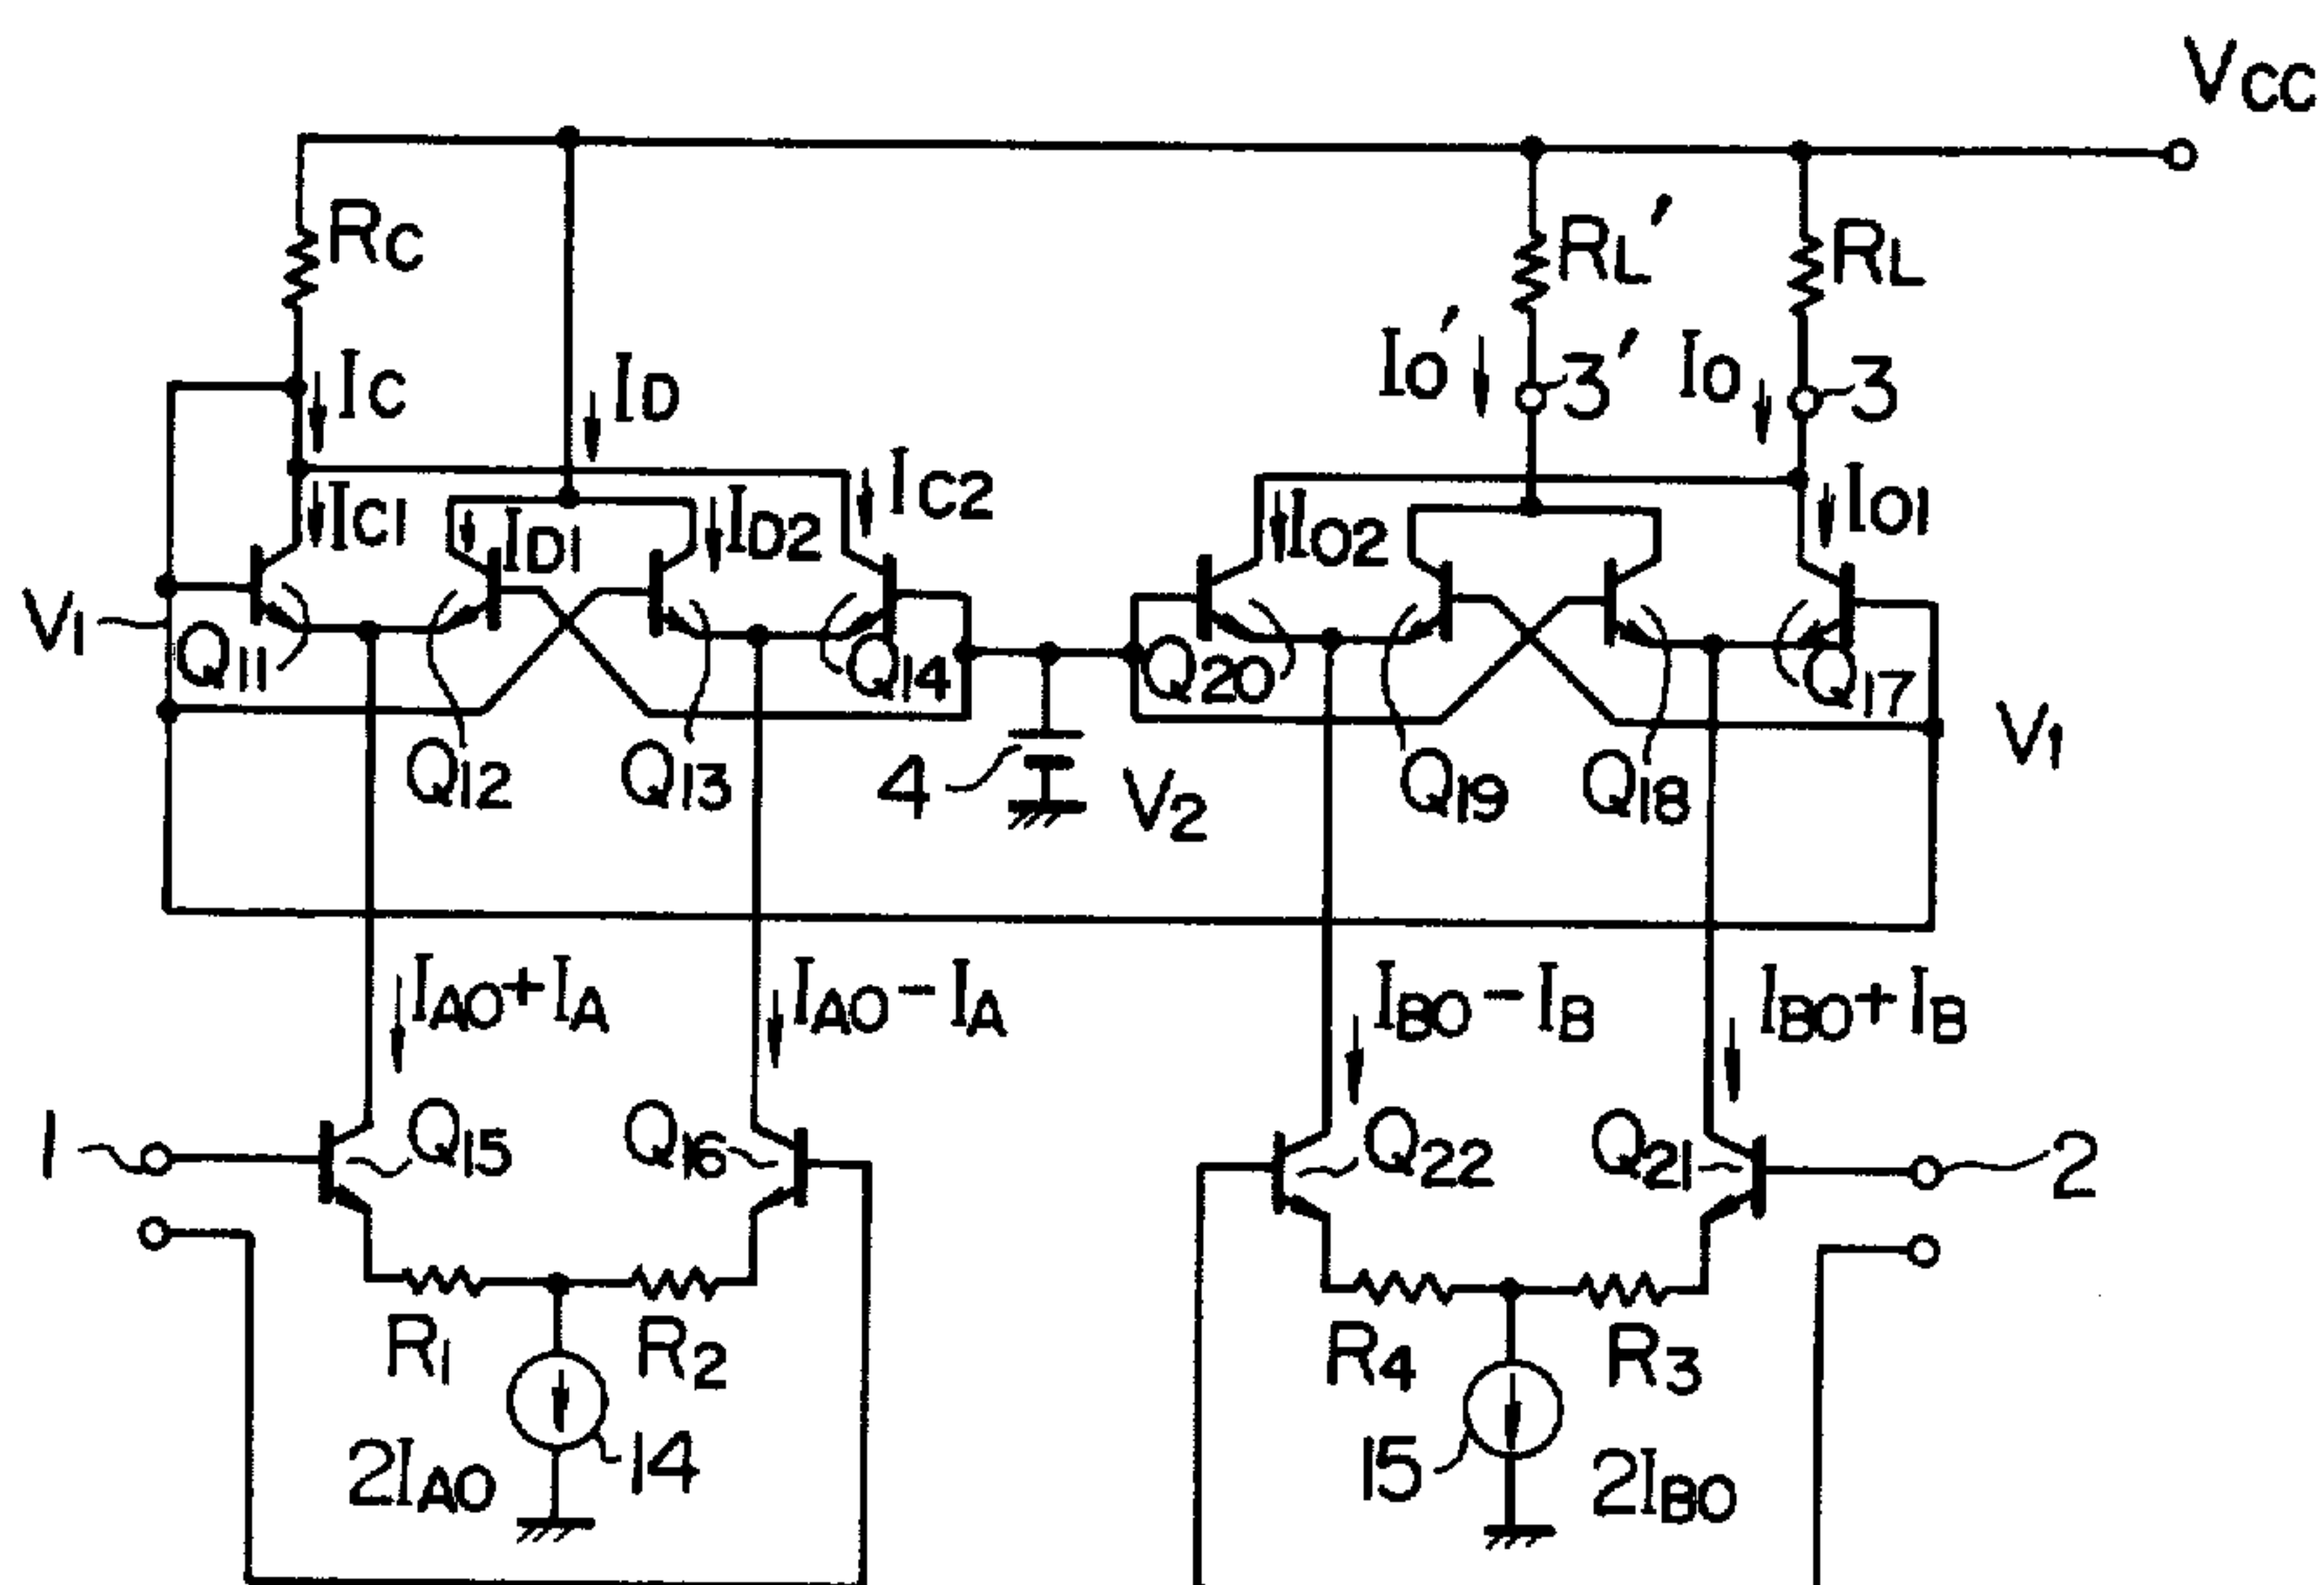 VCC
RC
RL'
RL
IC
ID
IO'
3'
IO
3
IC1
ID1
ID2
IC2
IO2
IO1
V1
Q11
Q12
Q13
Q14
4
V2
Q20
Q19
Q18
Q17
V1
IAO+IA
IAO-IA
IBO-IB
IBO+IB
1
Q15
Q16
Q22
Q21
2
R1
R2
R4
R3
2IAO
14
15
2IBO